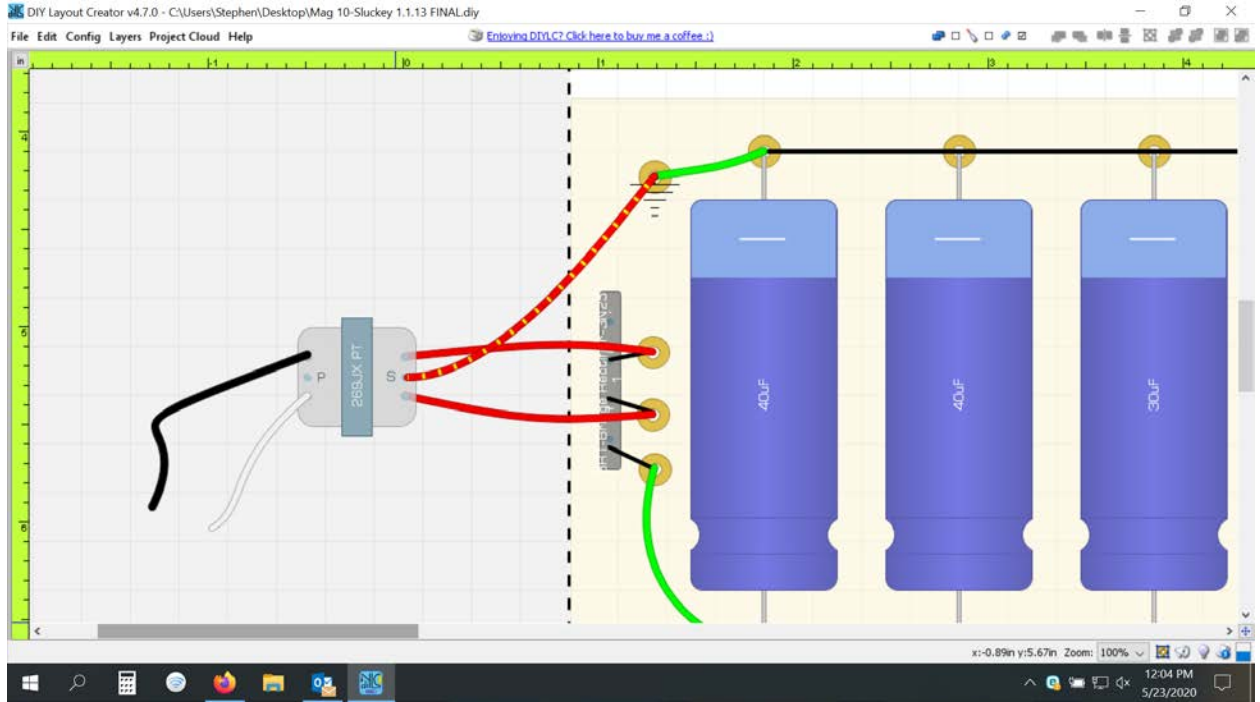 DIY Layout Creator v4.7.0 - C:\Users\Stephen\Desktop\Mag 10-Sluckey 1.1.13 FINAL.diy
File Edit Config Layers Project Cloud Help
Enjoying DIYLC? Click here to buy me a coffee :)
in -1 0 1 2 3 4
4
5
6
P
269JX PT
S
1
40uF
40uF
30uF
x:-0.89in y:5.67in Zoom: 100%
12:04 PM
5/23/2020